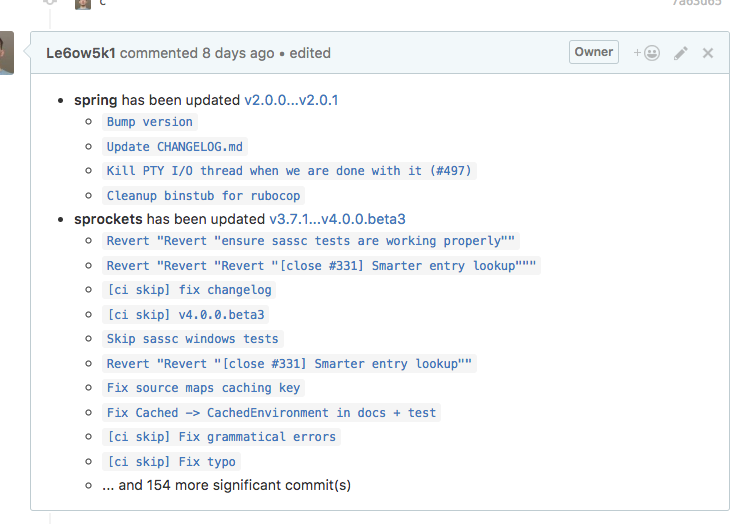 c
7a63d65
Le6ow5k1 commented 8 days ago • edited
Owner
spring has been updated v2.0.0...v2.0.1
Bump version
Update CHANGELOG.md
Kill PTY I/O thread when we are done with it (#497)
Cleanup binstub for rubocop
sprockets has been updated v3.7.1...v4.0.0.beta3
Revert "Revert "ensure sassc tests are working properly""
Revert "Revert "Revert "[close #331] Smarter entry lookup"""
[ci skip] fix changelog
[ci skip] v4.0.0.beta3
Skip sassc windows tests
Revert "Revert "[close #331] Smarter entry lookup""
Fix source maps caching key
Fix Cached -> CachedEnvironment in docs + test
[ci skip] Fix grammatical errors
[ci skip] Fix typo
... and 154 more significant commit(s)